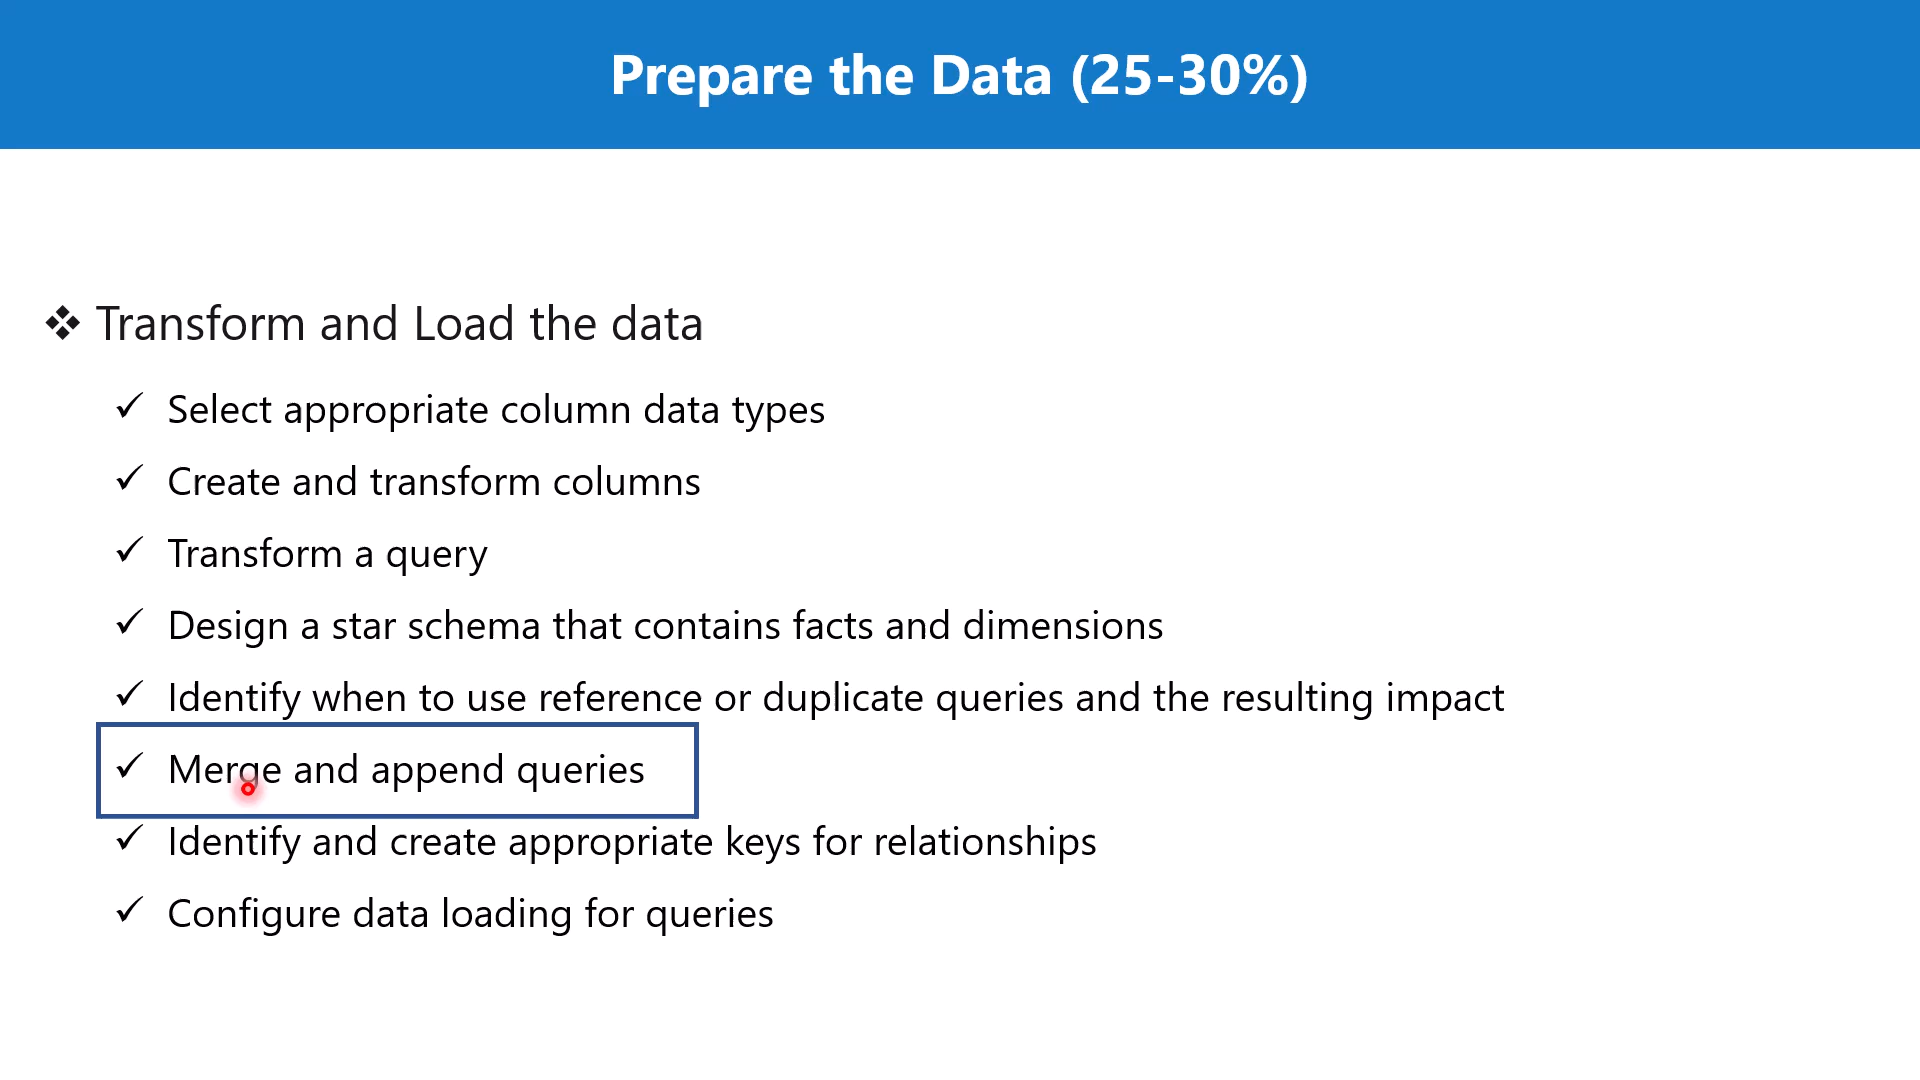 Prepare the Data (25-30%)
❖ Transform and Load the data
✓ Select appropriate column data types
✓ Create and transform columns
✓ Transform a query
✓ Design a star schema that contains facts and dimensions
✓ Identify when to use reference or duplicate queries and the resulting impact
✓ Merge and append queries
✓ Identify and create appropriate keys for relationships
✓ Configure data loading for queries